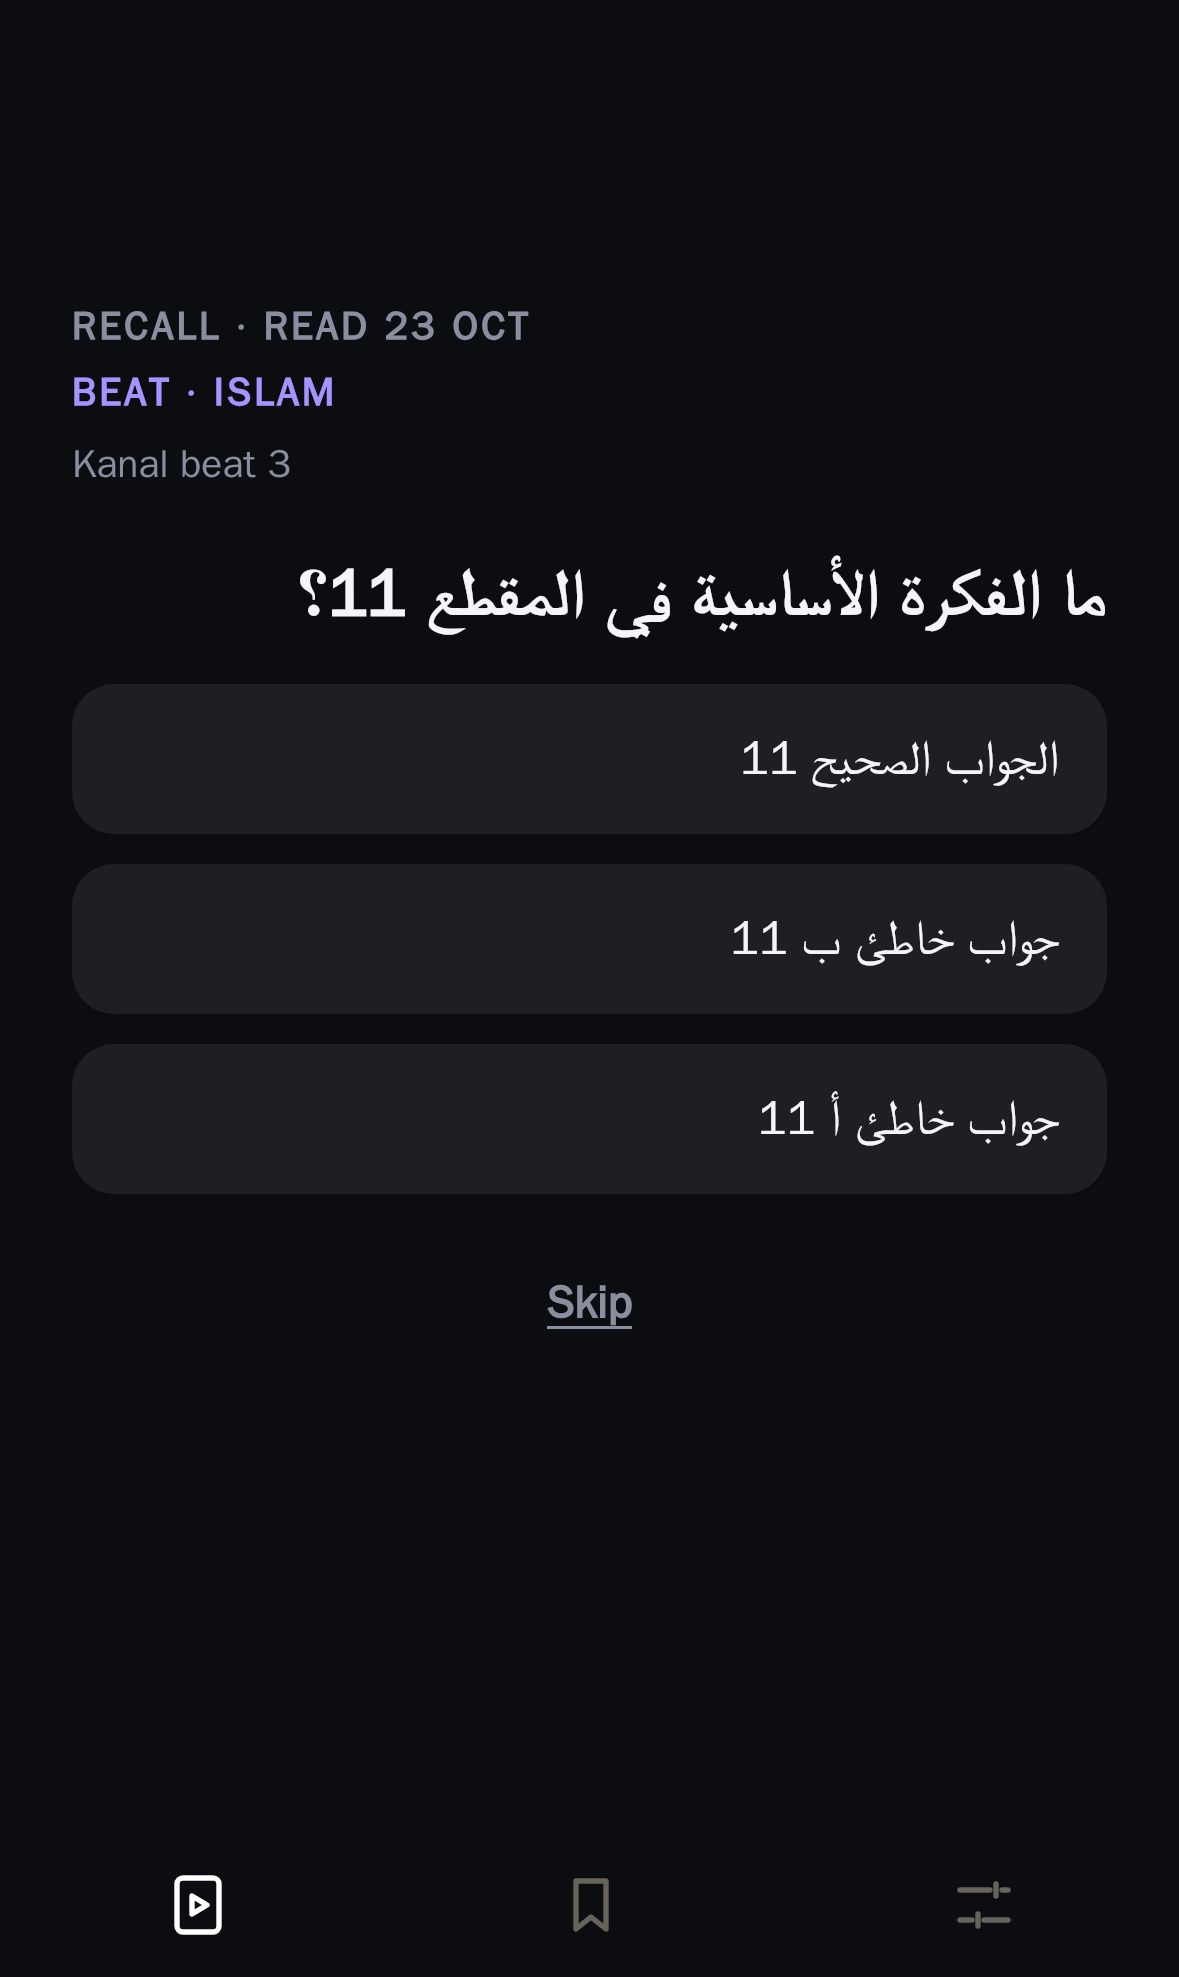 RECALL · READ 23 OCT
BEAT · ISLAM
Kanal beat 3
ما الفكرة الأساسية في المقطع 11؟
الجواب الصحيح 11
جواب خاطئ ب 11
جواب خاطئ أ 11
Skip